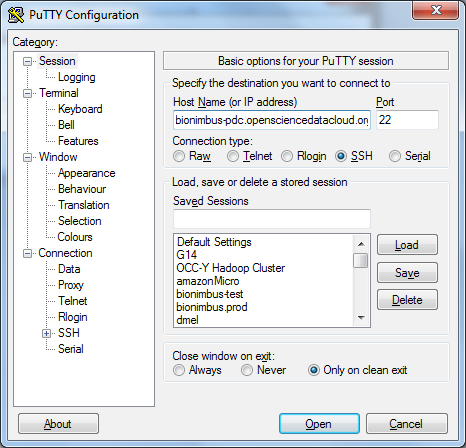 PuTTY Configuration
Category:
Session
Logging
Terminal
Keyboard
Bell
Features
Window
Appearance
Behaviour
Translation
Selection
Colours
Connection
Data
Proxy
Telnet
Rlogin
SSH
Serial
Basic options for your PuTTY session
Specify the destination you want to connect to
Host Name (or IP address) Port
bionimbus-pdc.opensciencedatacloud.org 22
Connection type:
Raw Telnet Rlogin SSH Serial
Load, save or delete a stored session
Saved Sessions
Default Settings
G14
OCC-Y Hadoop Cluster
amazonMicro
bionimbus-test
bionimbus.prod
dmel
Load
Save
Delete
Close window on exit:
Always Never Only on clean exit
About Open Cancel